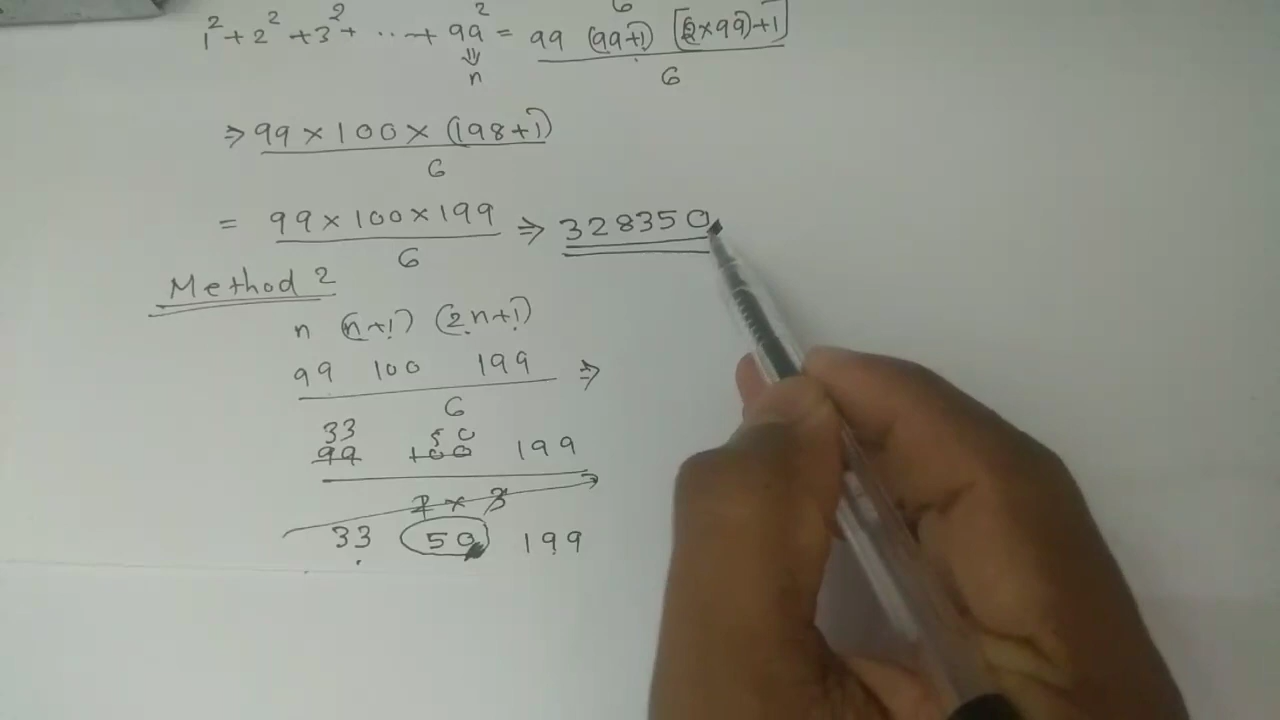 6
1² + 2² + 3² + ... + 99² = 99 (99+1) [(2×99)+1]
⇓
n
6
⇒ 99 × 100 × (198+1)
6
= 99 × 100 × 199 ⇒ 328350
6
Method 2
n (n+1) (2n+1)
99 100 199 ⇒
6
33 50
99 100 199
2 × 3
33 50 199